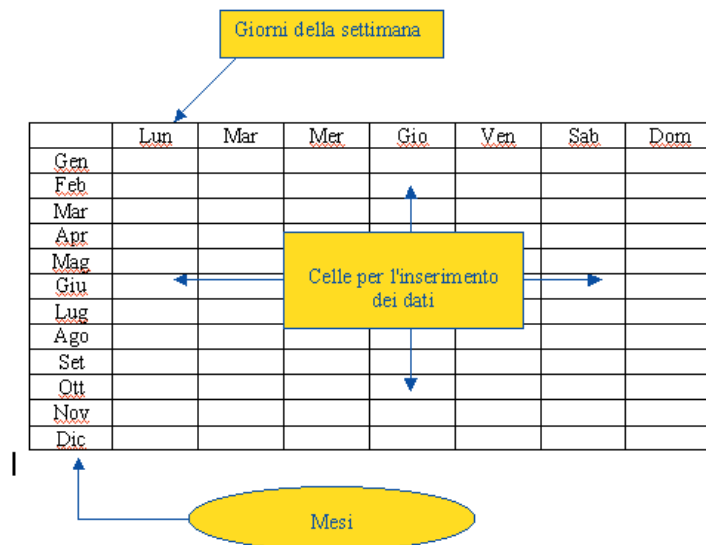 Giorni della settimana
Lun Mar Mer Gio Ven Sab Dom
Gen
Feb
Mar
Apr
Mag
Giu
Lug
Ago
Set
Ott
Nov
Dic
Celle per l'inserimento
dei dati
Mesi